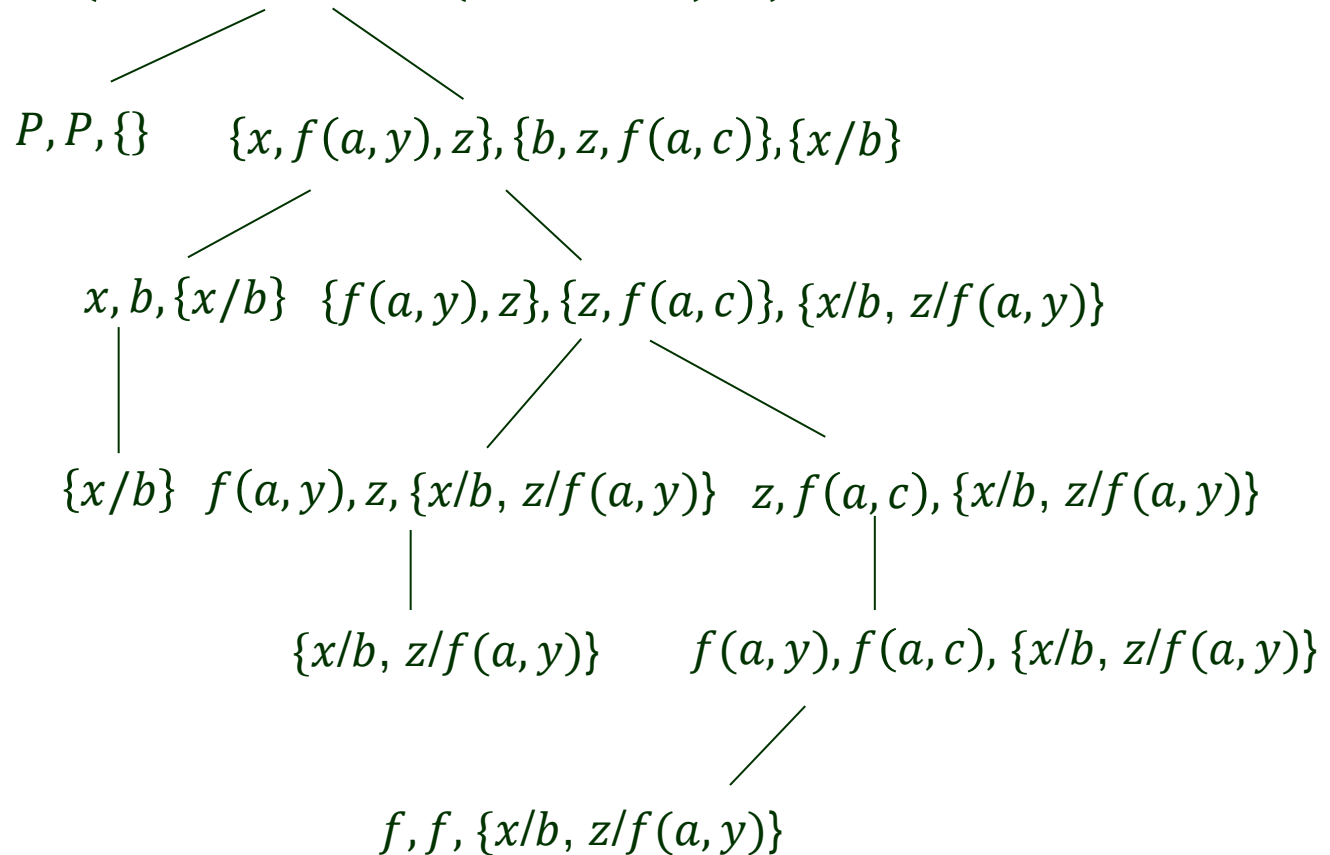 P, P, {} {x, f(a, y), z}, {b, z, f(a, c)}, {x/b}
x, b, {x/b} {f(a, y), z}, {z, f(a, c)}, {x/b, z/f(a, y)}
{x/b} f(a, y), z, {x/b, z/f(a, y)} z, f(a, c), {x/b, z/f(a, y)}
{x/b, z/f(a, y)} f(a, y), f(a, c), {x/b, z/f(a, y)}
f, f, {x/b, z/f(a, y)}